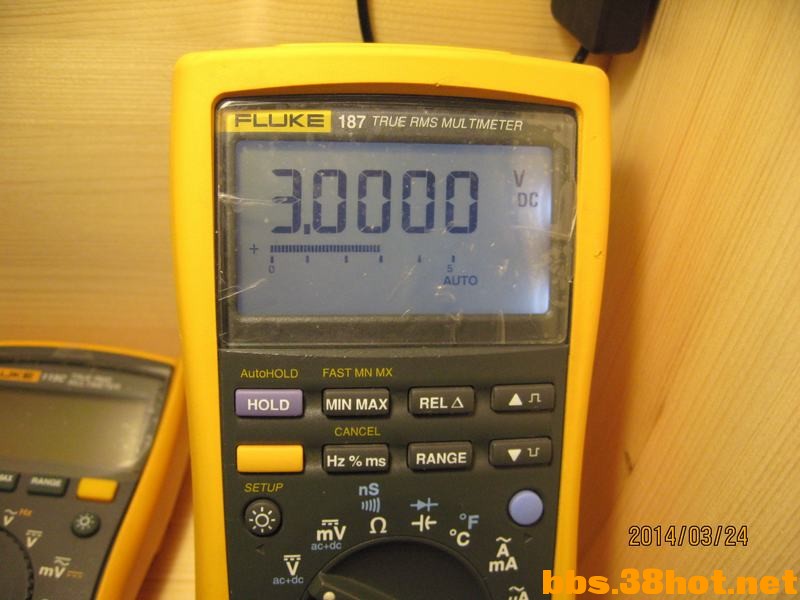 FLUKE 187 TRUE RMS MULTIMETER
3.0000 V DC
+
0 5
AUTO
AutoHOLD FAST MN MX
HOLD MIN MAX REL Δ ▲
CANCEL
Hz % ms RANGE ▼
SETUP
nS
Ω
mV
ac+dc
V
ac+dc
°F
°C
A
mA
RANGE
Hz
V
V
mV
2014/03/24
bbs.38hot.net